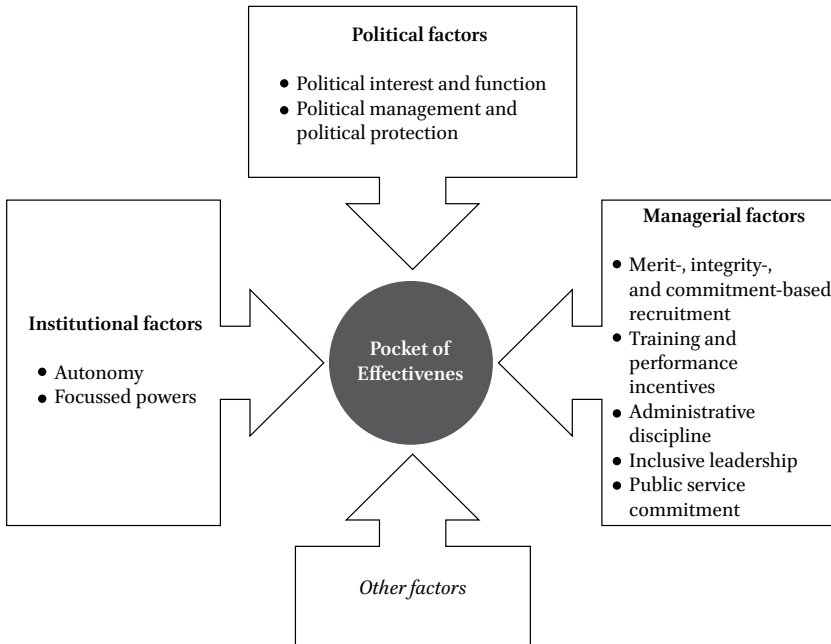 Political factors
● Political interest and function
● Political management and
political protection
Institutional factors
● Autonomy
● Focussed powers
Pocket of
Effectivenes
Managerial factors
● Merit-, integrity-,
and commitment-based
recruitment
● Training and
performance
incentives
● Administrative
discipline
● Inclusive leadership
● Public service
commitment
Other factors